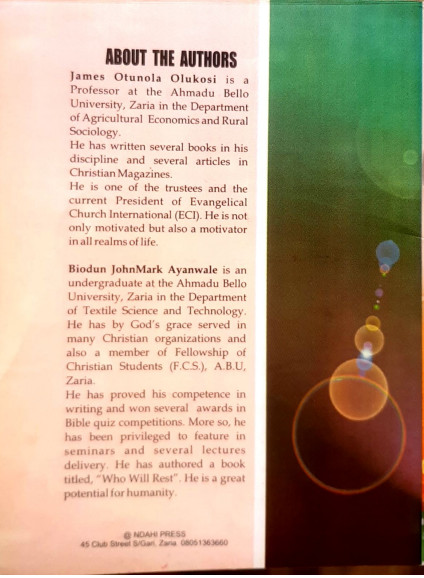 ABOUT THE AUTHORS
James Otunola Olukosi is a
Professor at the Ahmadu Bello
University, Zaria in the Department
of Agricultural Economics and Rural
Sociology.
He has written several books in his
discipline and several articles in
Christian Magazines.
He is one of the trustees and the
current President of Evangelical
Church International (ECI). He is not
only motivated but also a motivator
in all realms of life.
Biodun JohnMark Ayanwale is an
undergraduate at the Ahmadu Bello
University, Zaria in the Department
of Textile Science and Technology.
He has by God's grace served in
many Christian organizations and
also a member of Fellowship of
Christian Students (F.C.S.), A.B.U,
Zaria.
He has proved his competence in
writing and won several awards in
Bible quiz competitions. More so, he
has been privileged to feature in
seminars and several lectures
delivery. He has authored a book
titled, "Who Will Rest". He is a great
potential for humanity.
@ NDAHI PRESS
45 Club Street S/Gari, Zaria. 08051363660